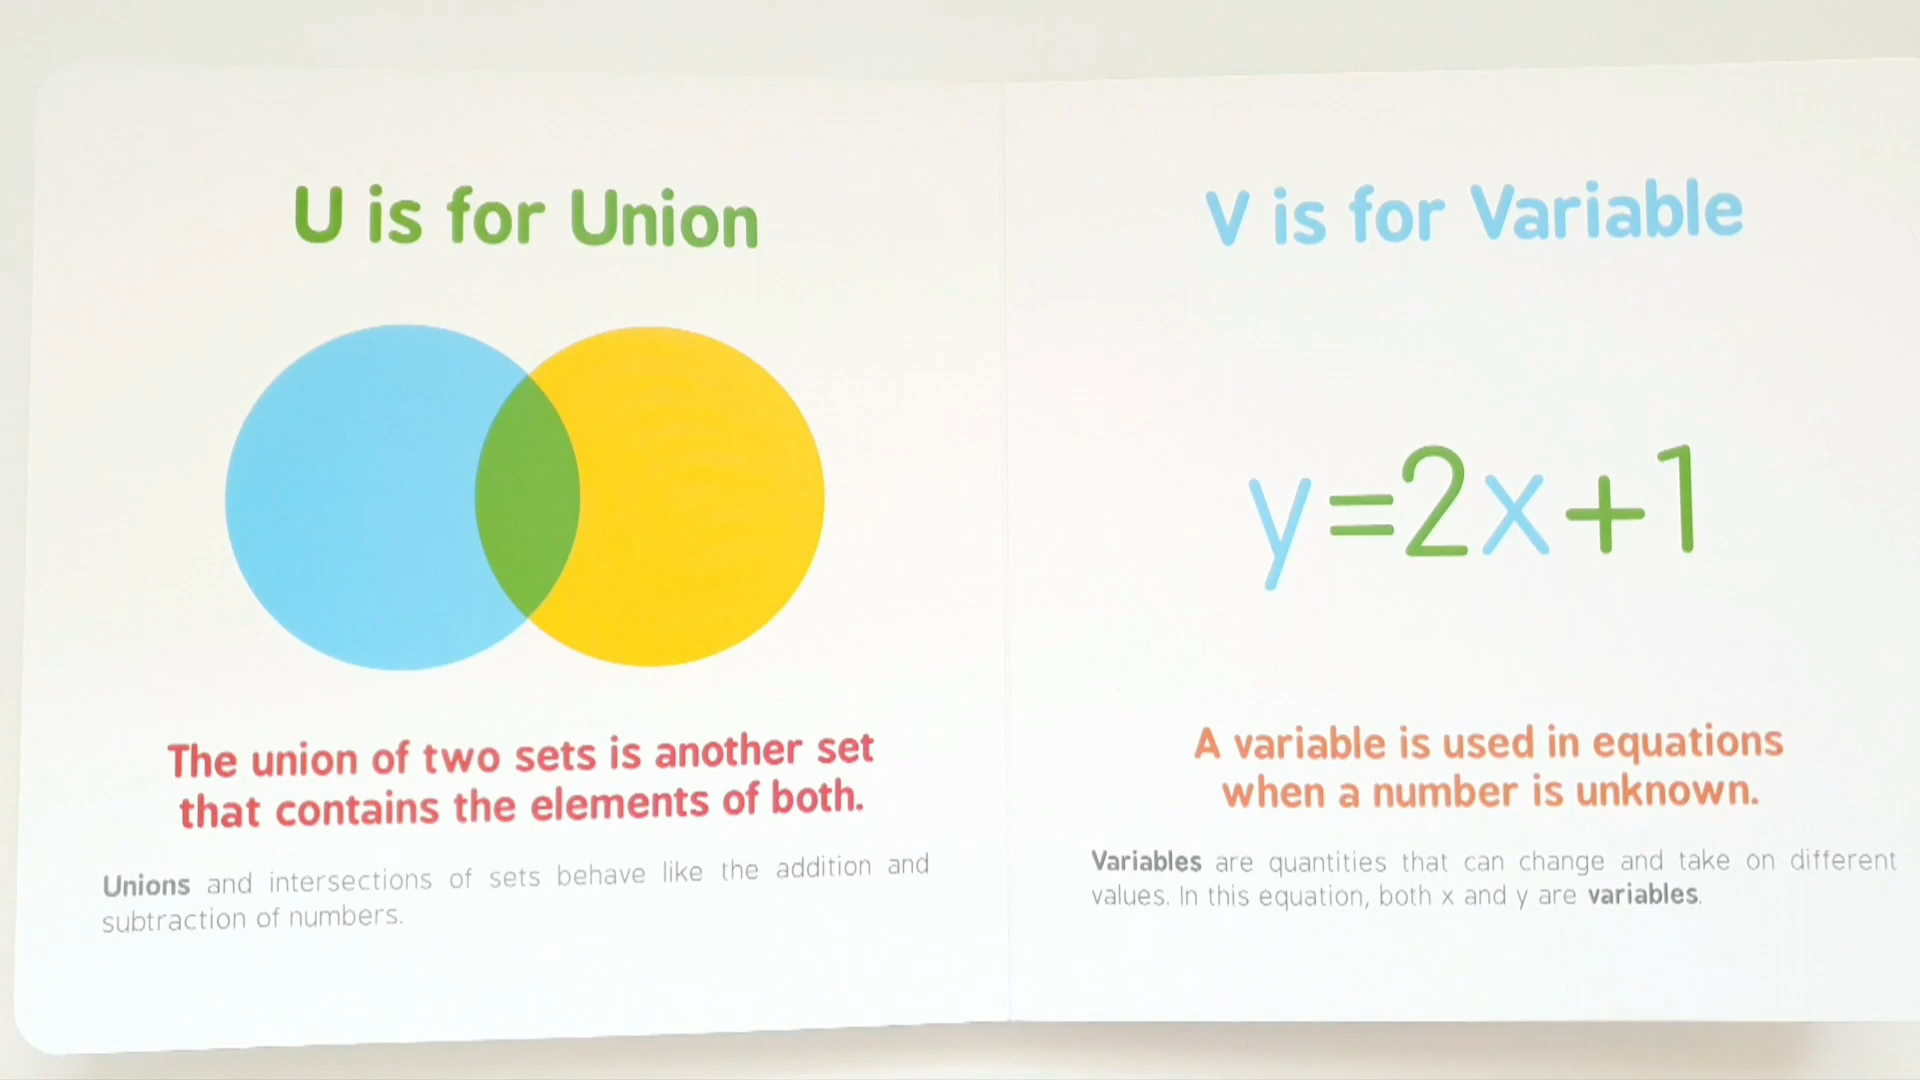 U is for Union
The union of two sets is another set
that contains the elements of both.
Unions and intersections of sets behave like the addition and
subtraction of numbers.
V is for Variable
y=2x+1
A variable is used in equations
when a number is unknown.
Variables are quantities that can change and take on different
values. In this equation, both x and y are variables.